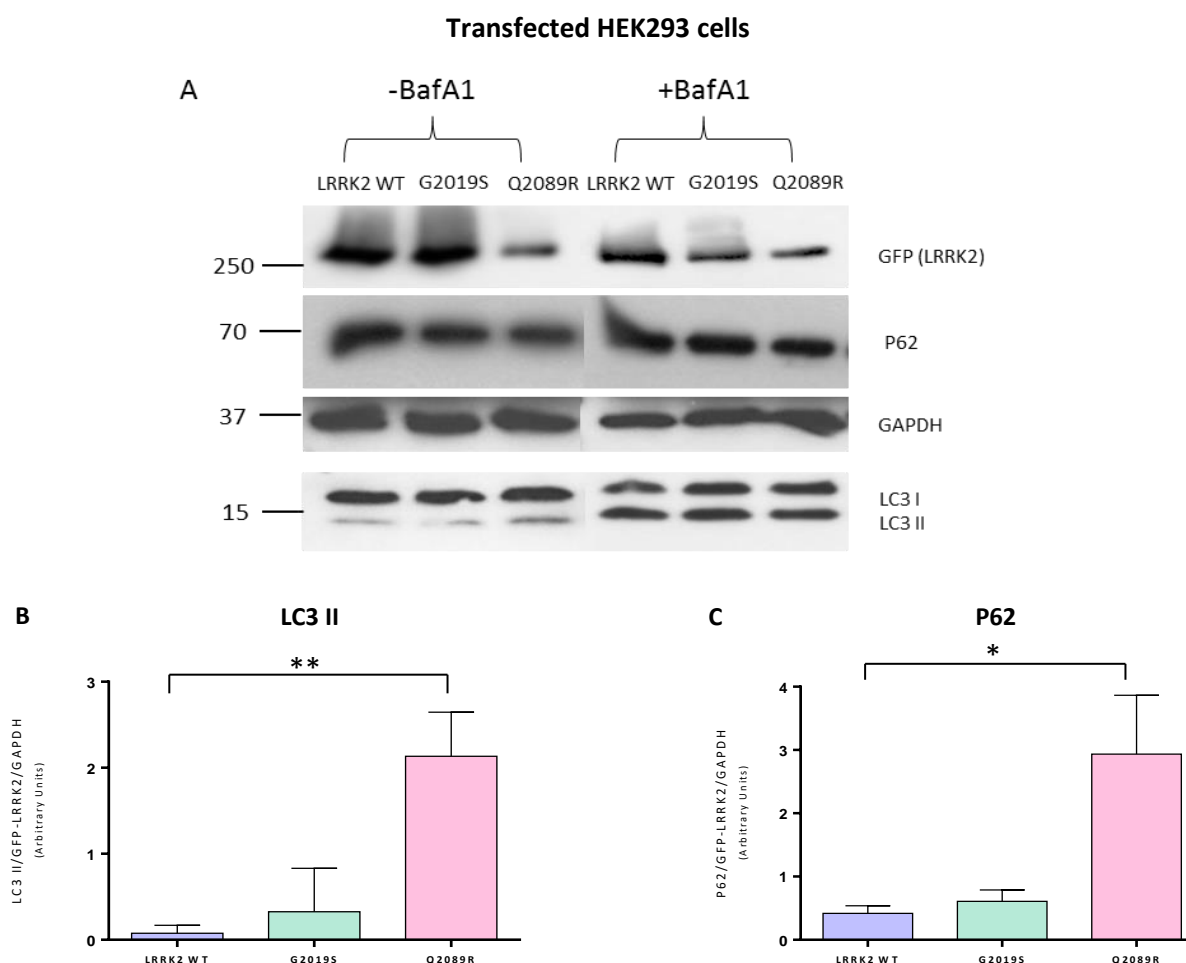 Transfected HEK293 cells
A
-BafA1 +BafA1
LRRK2 WT G2019S Q2089R LRRK2 WT G2019S Q2089R
250
GFP (LRRK2)
70
P62
37
GAPDH
15
LC3 I
LC3 II
B
LC3 II
**
LC3 II/GFP-LRRK2/GAPDH
(Arbitrary Units)
3
2
1
0
LRRK2 WT G2019S Q2089R
C
P62
*
P62/GFP-LRRK2/GAPDH
(Arbitrary Units)
4
3
2
1
0
LRRK2 WT G2019S Q2089R